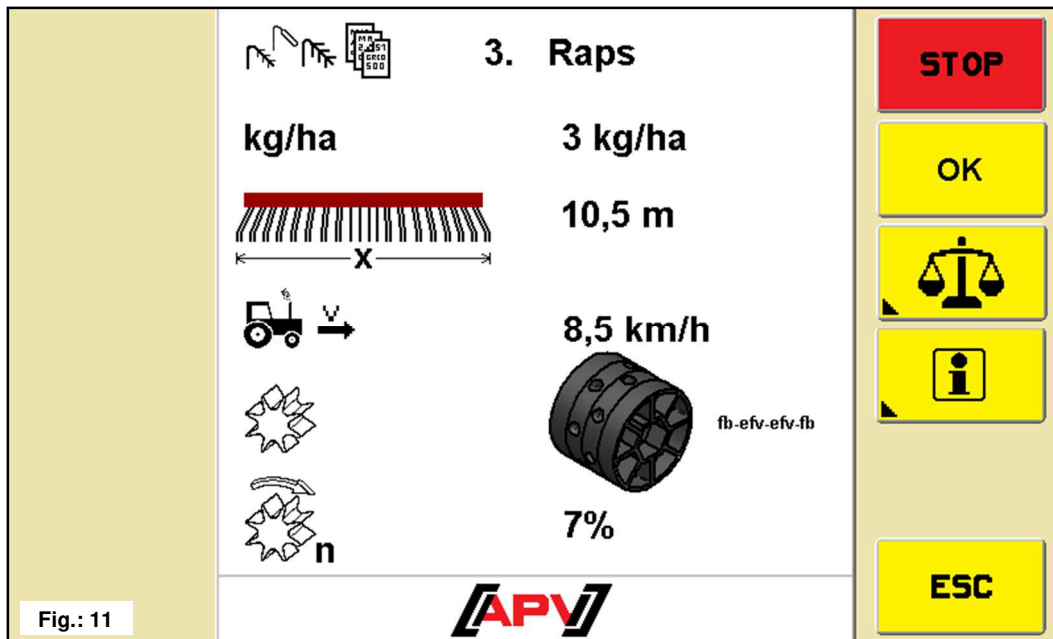 3. Raps
STOP
kg/ha 3 kg/ha
OK
10,5 m
X
V
8,5 km/h
i
fb-efv-efv-fb
n
7%
ESC
APV
Fig.: 11